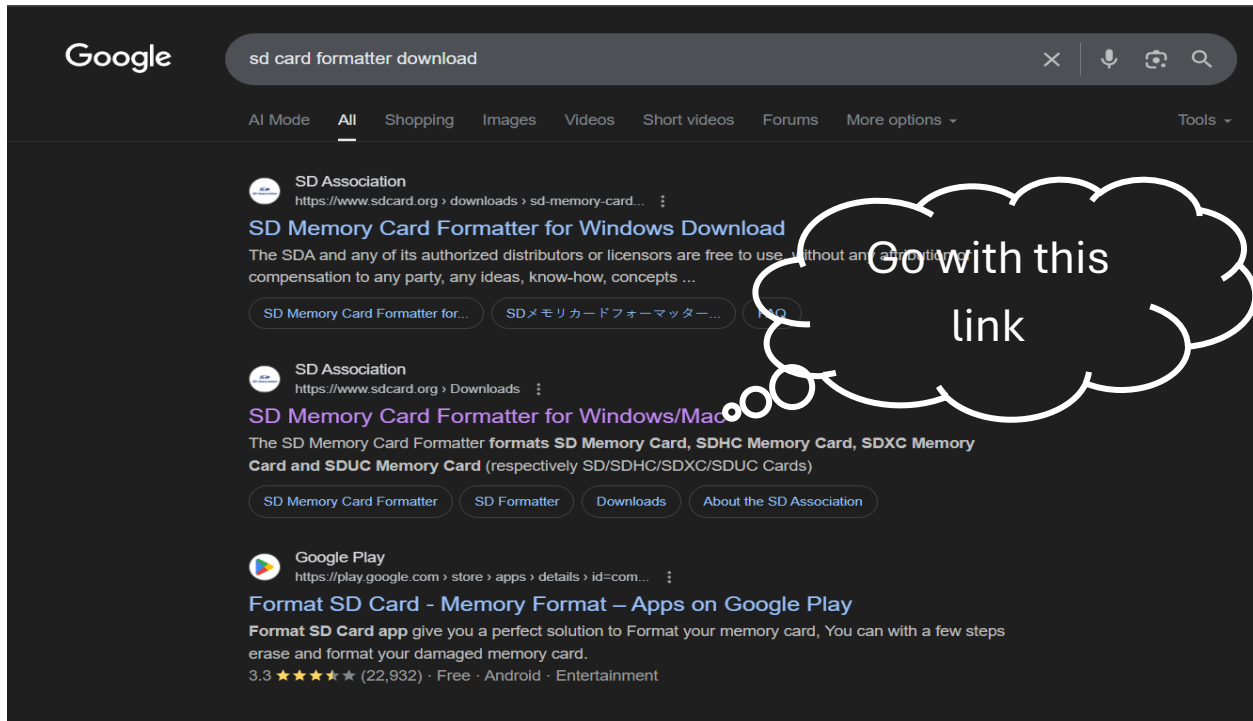 Google
sd card formatter download
AI Mode All Shopping Images Videos Short videos Forums More options Tools
SD Association
https://www.sdcard.org › downloads › sd-memory-card...
SD Memory Card Formatter for Windows Download
The SDA and any of its authorized distributors or licensors are free to use, without any attribution or
compensation to any party, any ideas, know-how, concepts ...
SD Memory Card Formatter for... SDメモリカードフォーマッター... FAQ
Go with this
link
SD Association
https://www.sdcard.org › Downloads
SD Memory Card Formatter for Windows/Mac
The SD Memory Card Formatter formats SD Memory Card, SDHC Memory Card, SDXC Memory
Card and SDUC Memory Card (respectively SD/SDHC/SDXC/SDUC Cards)
SD Memory Card Formatter SD Formatter Downloads About the SD Association
Google Play
https://play.google.com › store › apps › details › id=com...
Format SD Card - Memory Format – Apps on Google Play
Format SD Card app give you a perfect solution to Format your memory card, You can with a few steps
erase and format your damaged memory card.
3.3 ★★★★★ (22,932) · Free · Android · Entertainment